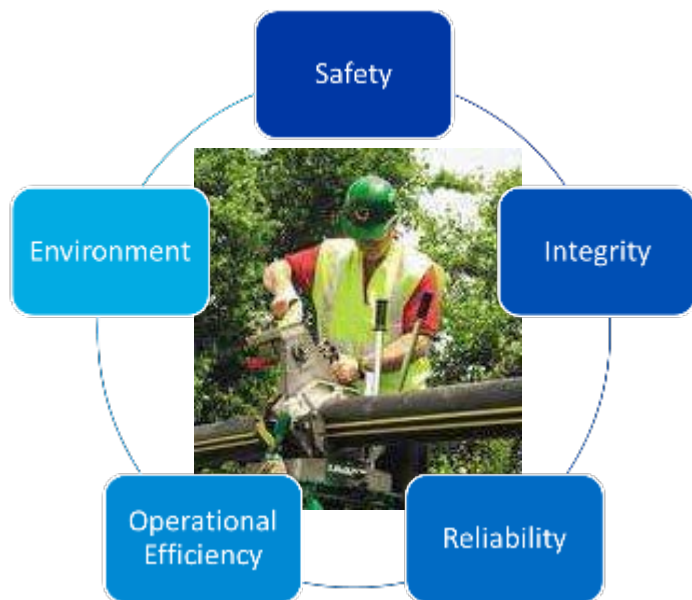 Safety
Integrity
Reliability
Operational
Efficiency
Environment